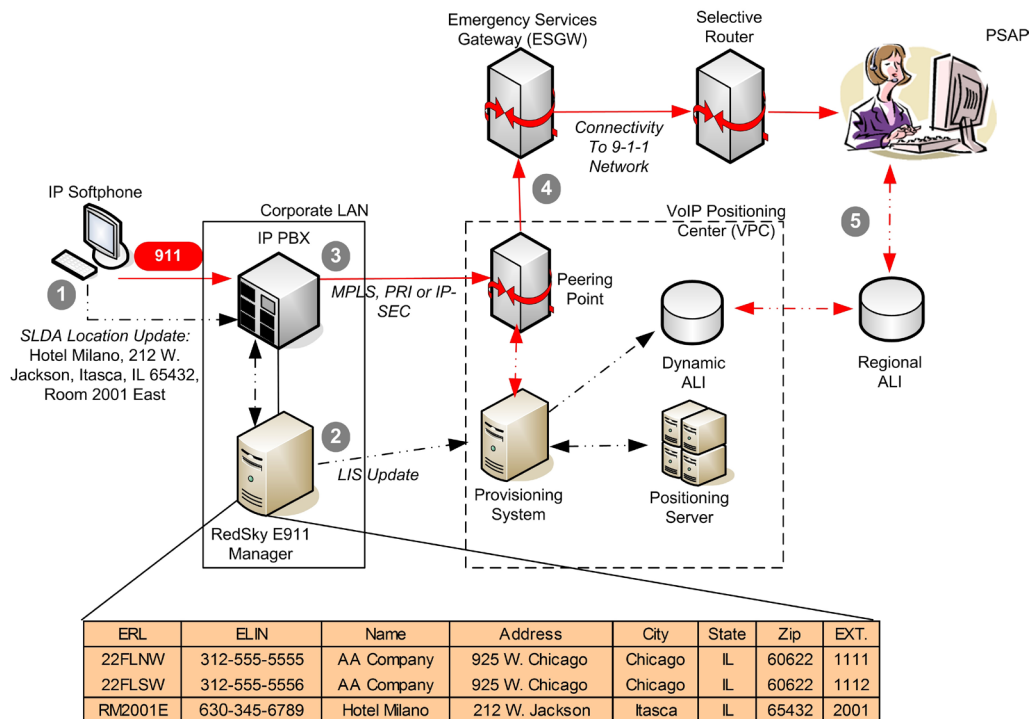 Emergency Services
Gateway (ESGW)
Selective
Router
PSAP
Connectivity
To 9-1-1
Network
4
IP Softphone
911
1
SLDA Location Update:
Hotel Milano, 212 W.
Jackson, Itasca, IL 65432,
Room 2001 East
Corporate LAN
IP PBX
3
MPLS, PRI or IP-
SEC
VoIP Positioning
Center (VPC)
Peering
Point
5
Dynamic
ALI
Regional
ALI
2
LIS Update
RedSky E911
Manager
Provisioning
System
Positioning
Server
ERL ELIN Name Address City State Zip EXT.
22FLNW 312-555-5555 AA Company 925 W. Chicago Chicago IL 60622 1111
22FLSW 312-555-5556 AA Company 925 W. Chicago Chicago IL 60622 1112
RM2001E 630-345-6789 Hotel Milano 212 W. Jackson Itasca IL 65432 2001